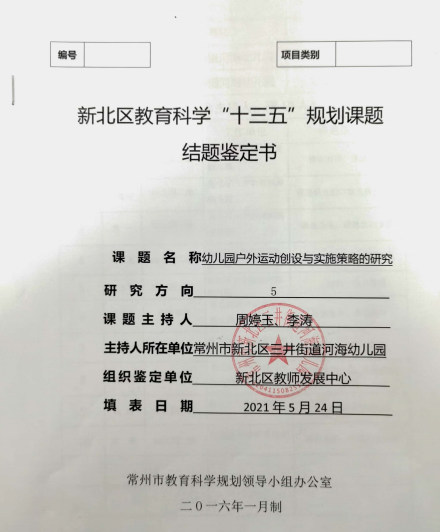 编号
项目类别
新北区教育科学“十三五”规划课题
结题鉴定书
课题名称幼儿园户外运动创设与实施策略的研究
研究方向 5
课题主持人 周婷玉、李涛
主持人所在单位常州市新北区三井街道河海幼儿园
组织鉴定单位 新北区教师发展中心
填表日期 2021年5月24日
常州市教育科学规划领导小组办公室
二〇一六年一月制